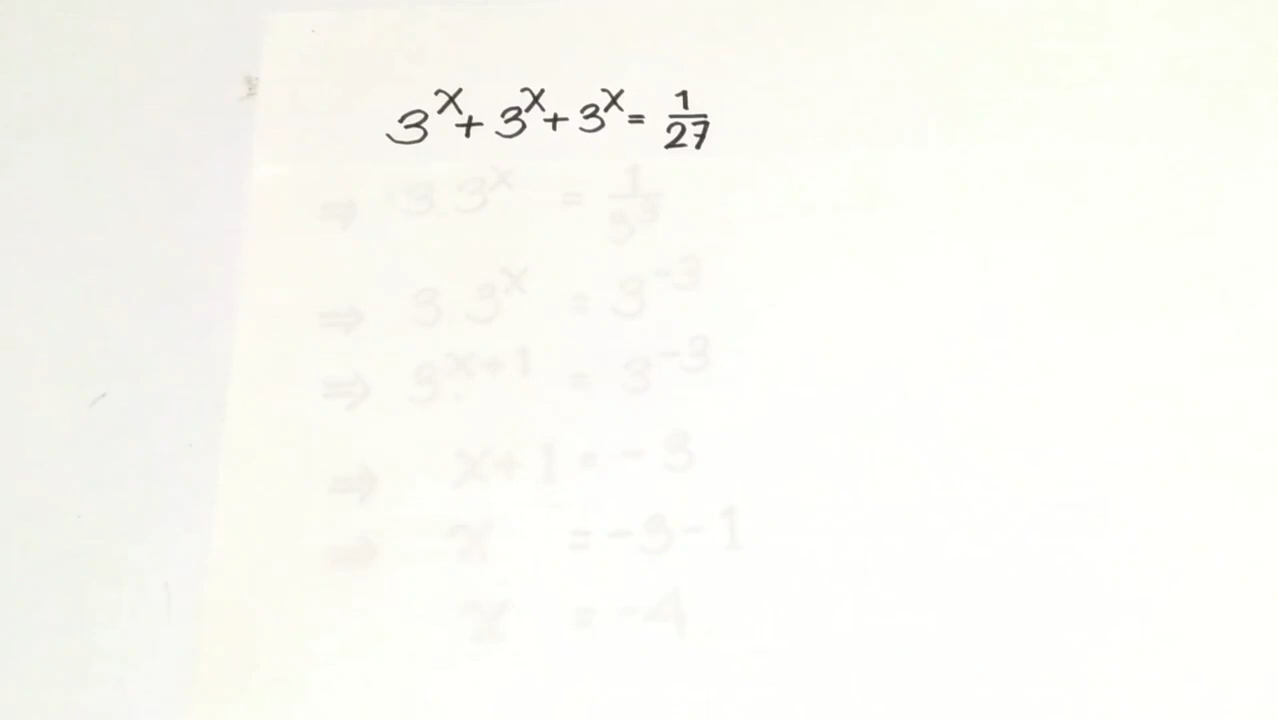 3^x + 3^x + 3^x = 1/27
⇒ 3.3^x = 1/3^3
⇒ 3.3^x = 3^-3
⇒ 3^x+1 = 3^-3
⇒ x+1 = -3
⇒ x = -3-1
x = -4